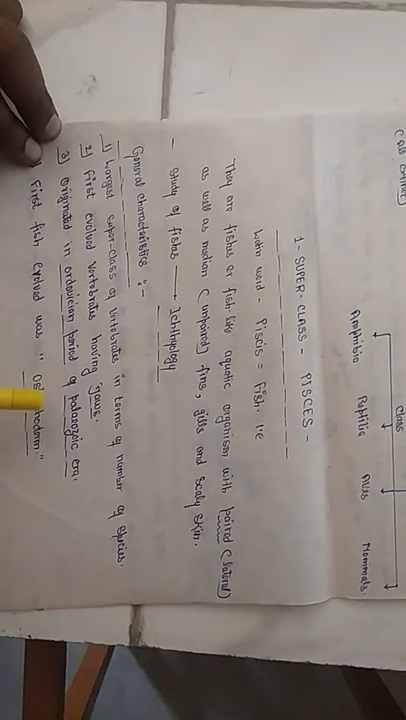 ( all extinct)
Class
Amphibia Reptilia Aves Mammals.
1 - SUPER - CLASS - PISCES -
Latin word - Piscis = fish. i.e
They are fishes or fish like aquatic organism with paired (lateral)
as well as median (unpaired) fins, gills and scaly skin.
- Study of fishes → Ichthyology
General characteristics :-
1) Largest super-class of vertebrates in terms of number of species.
2) First evolved vertebrates having jaws.
3) Originated in ordovician period of palaeozoic era.
First fish evolved was "